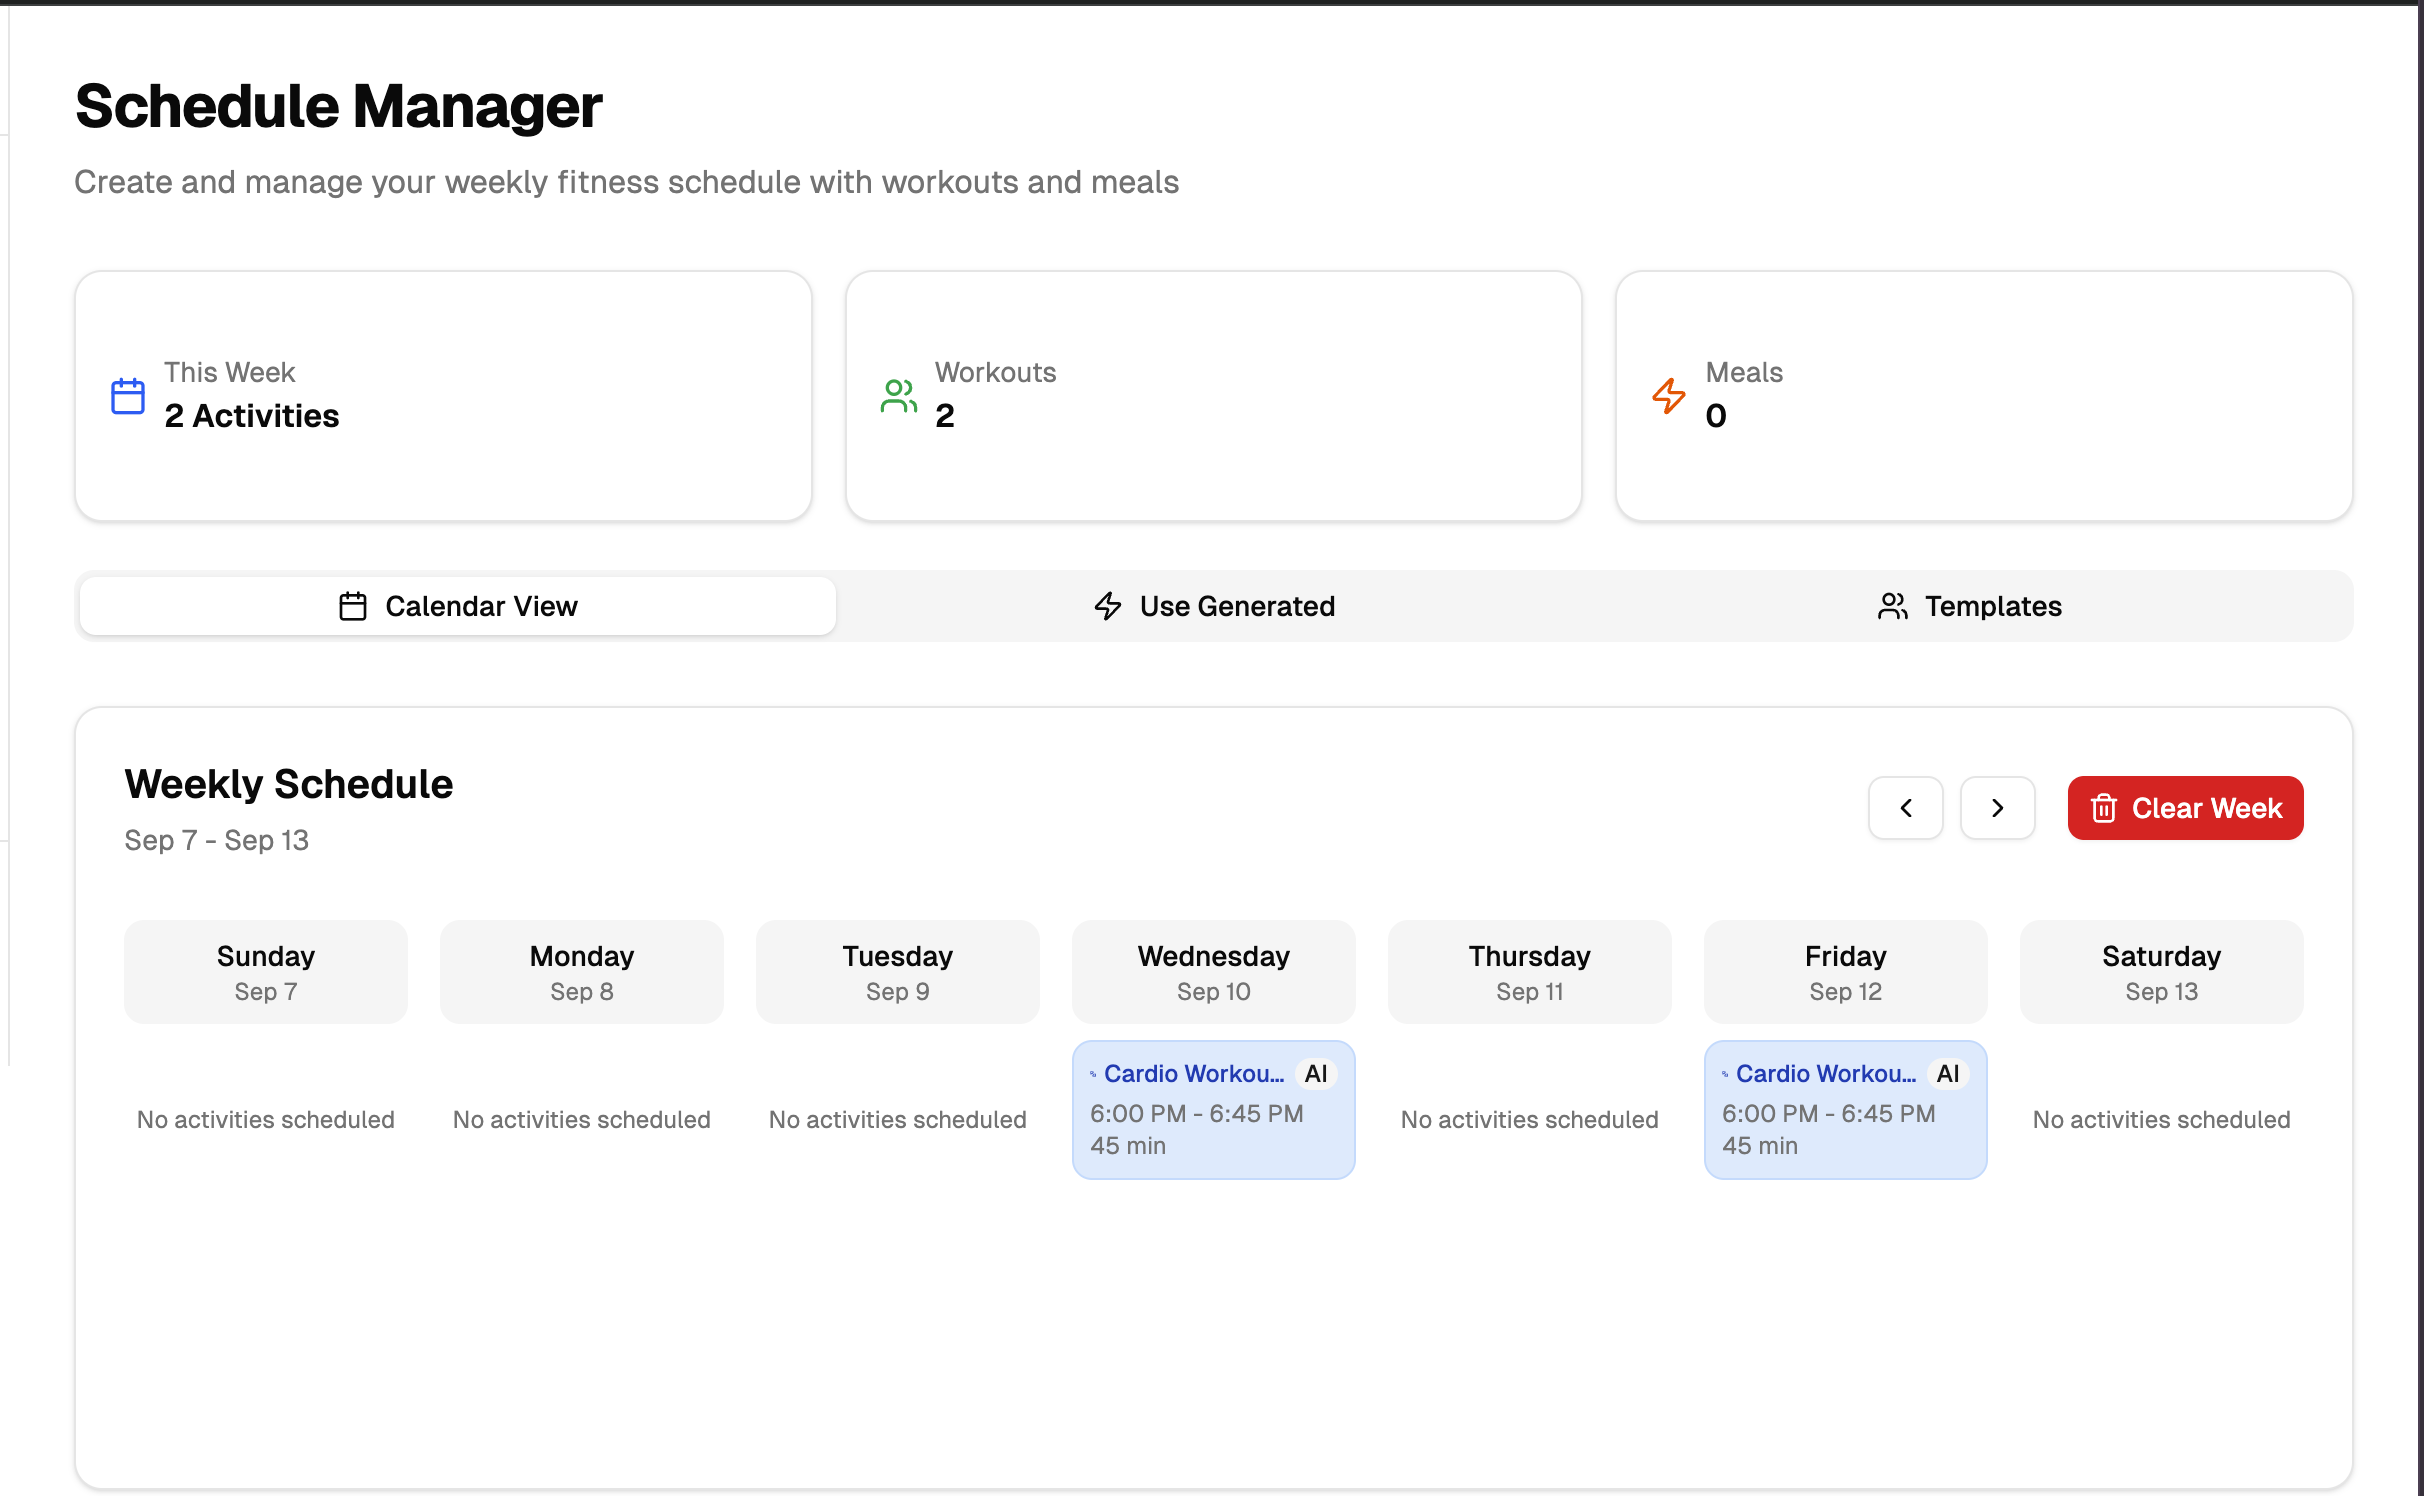 Schedule Manager
Create and manage your weekly fitness schedule with workouts and meals
This Week
2 Activities
Workouts
2
Meals
0
Calendar View
Use Generated
Templates
Weekly Schedule
Sep 7 - Sep 13
Clear Week
Sunday
Sep 7
No activities scheduled
Monday
Sep 8
No activities scheduled
Tuesday
Sep 9
No activities scheduled
Wednesday
Sep 10
Cardio Workou... AI
6:00 PM - 6:45 PM
45 min
Thursday
Sep 11
No activities scheduled
Friday
Sep 12
Cardio Workou... AI
6:00 PM - 6:45 PM
45 min
Saturday
Sep 13
No activities scheduled